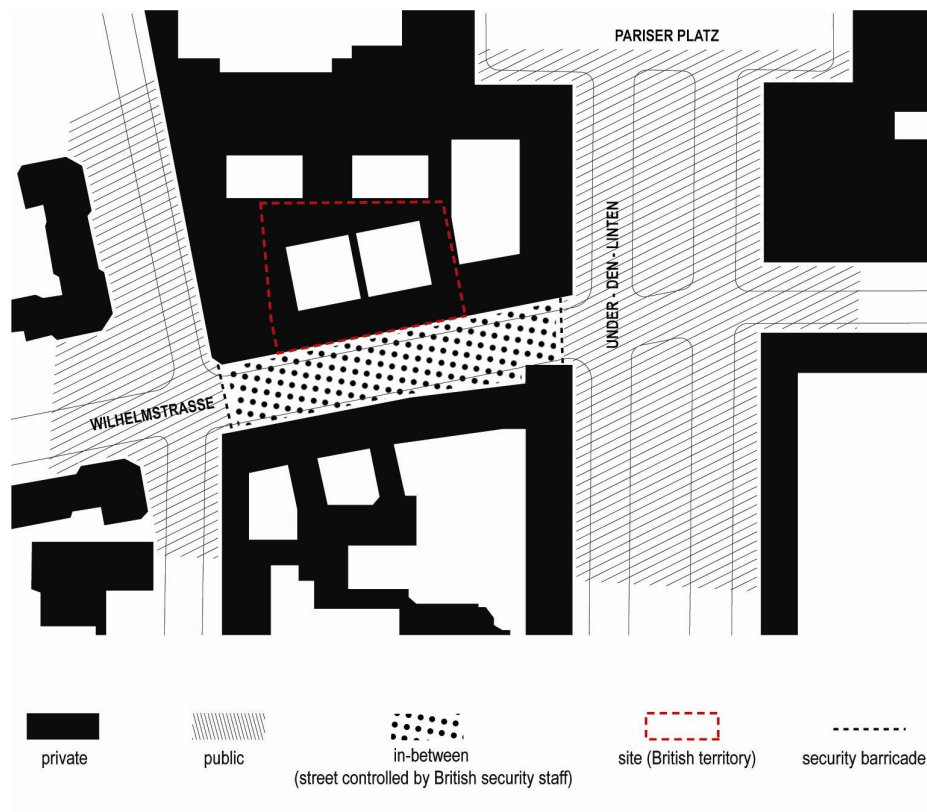 PARISER PLATZ
UNDER - DEN - LINTEN
WILHELMSTRASSE
private
public
in-between
(street controlled by British security staff)
site (British territory)
security barricade